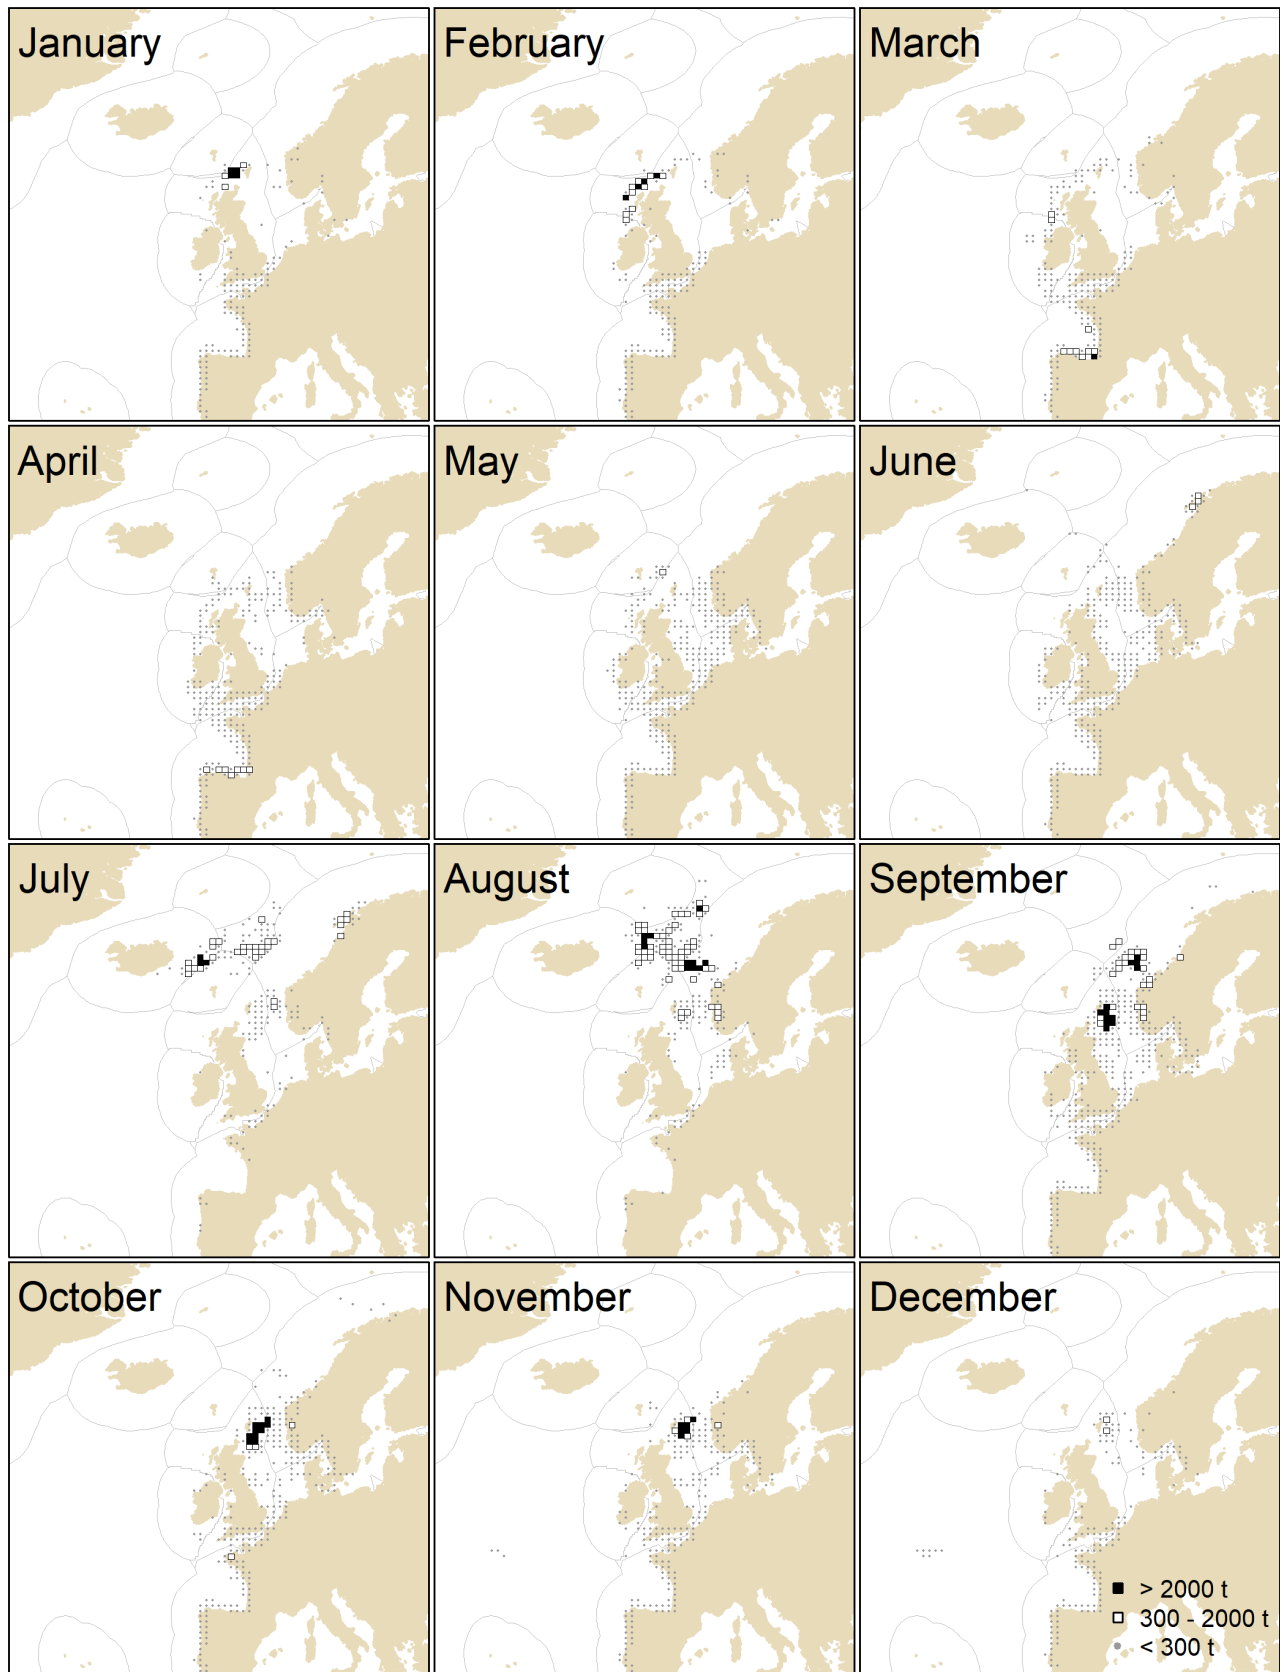 January
February
March
April
May
June
July
August
September
October
November
December
> 2000 t
300 - 2000 t
< 300 t